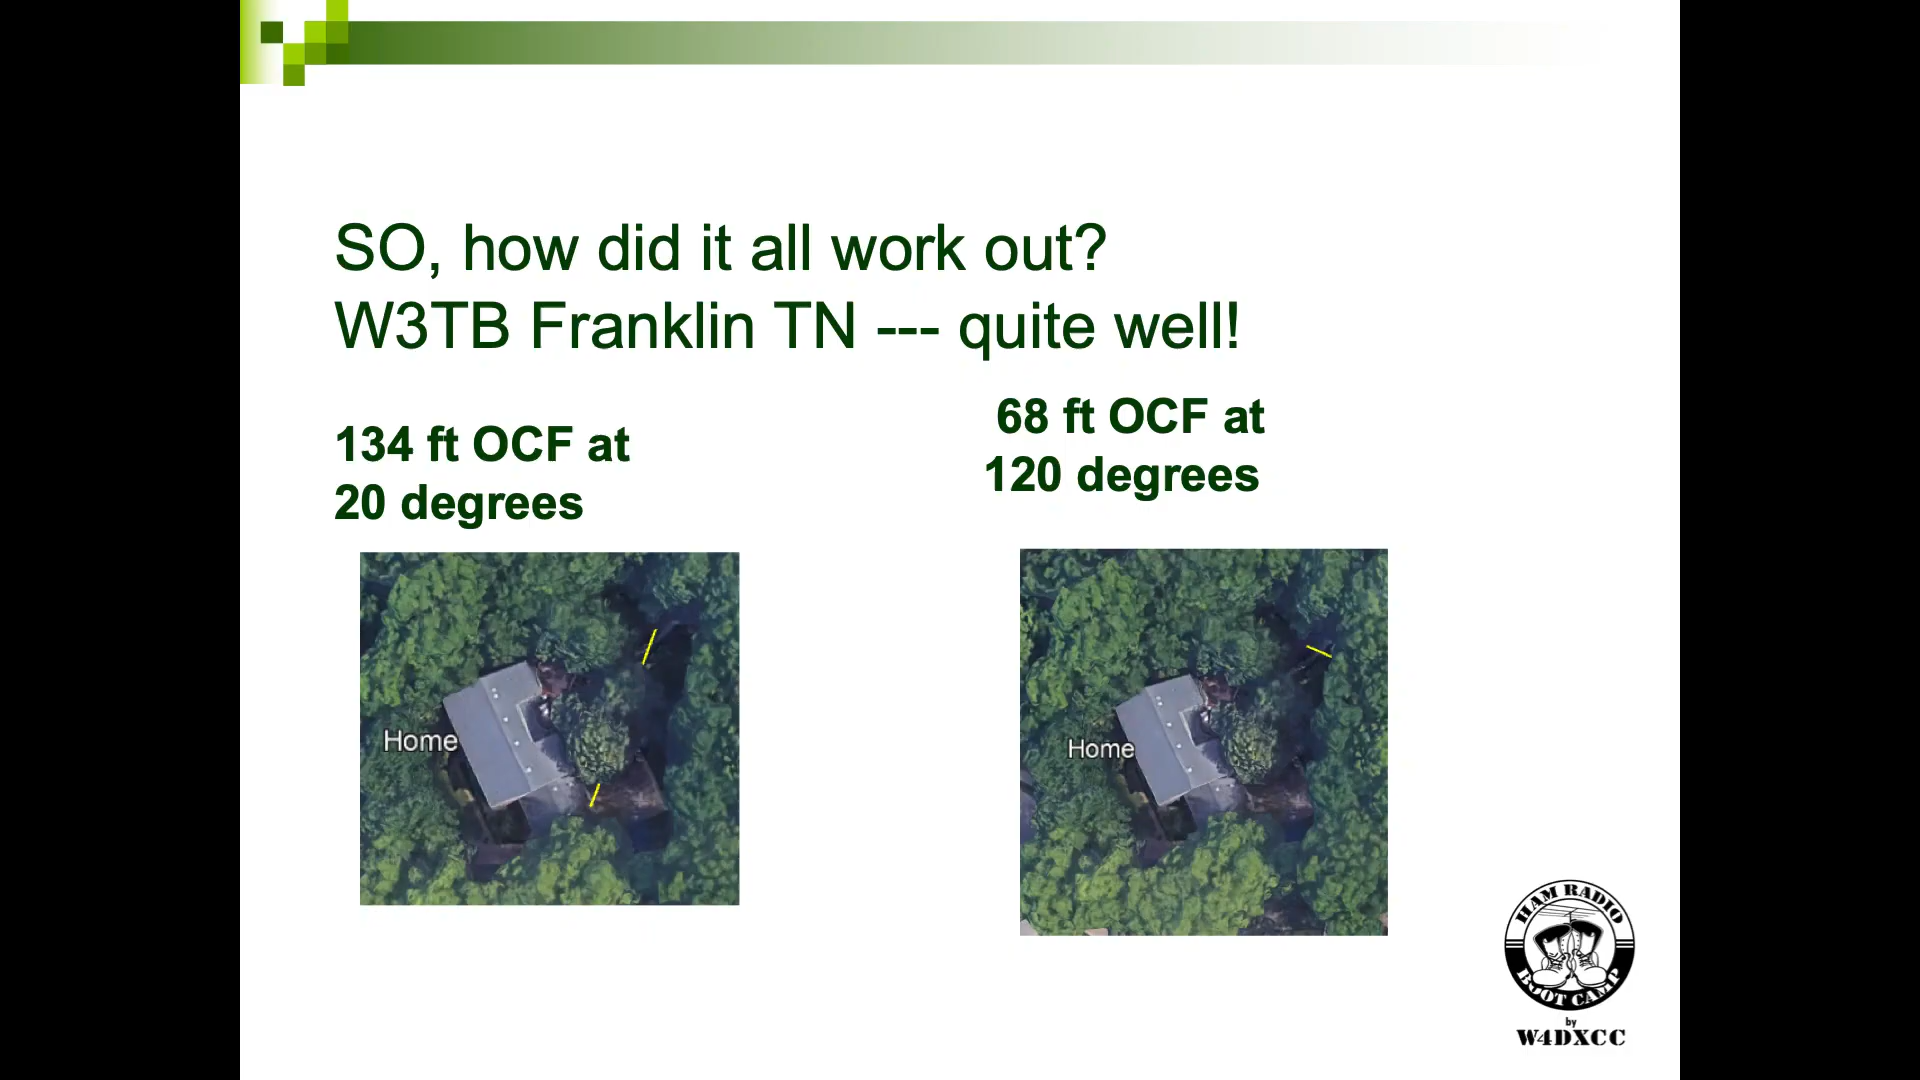 SO, how did it all work out?
W3TB Franklin TN --- quite well!
134 ft OCF at
20 degrees
68 ft OCF at
120 degrees
Home
Home
HAM RADIO
BOOT CAMP
by
W4DXCC